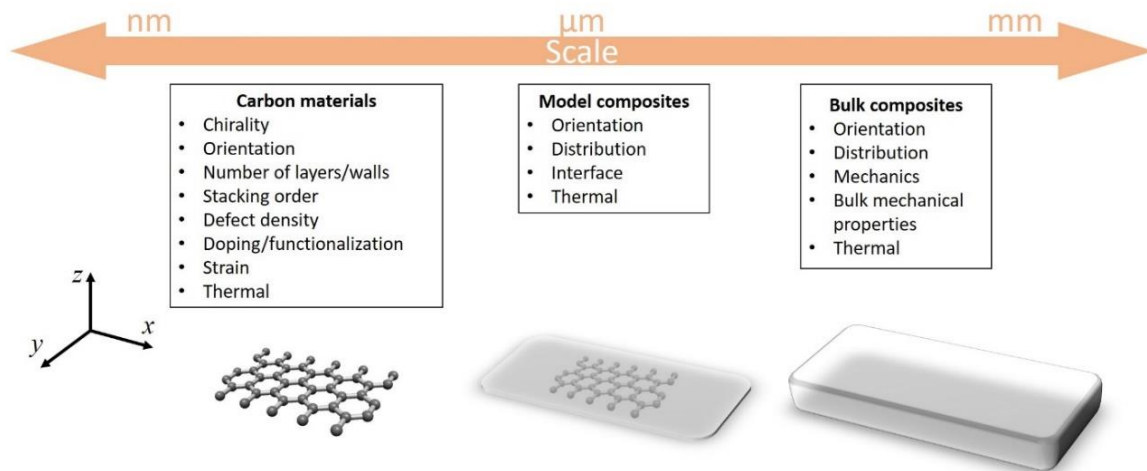 nm μm mm
Scale
Carbon materials
• Chirality
• Orientation
• Number of layers/walls
• Stacking order
• Defect density
• Doping/functionalization
• Strain
• Thermal
Model composites
• Orientation
• Distribution
• Interface
• Thermal
Bulk composites
• Orientation
• Distribution
• Mechanics
• Bulk mechanical
properties
• Thermal
z
y
x